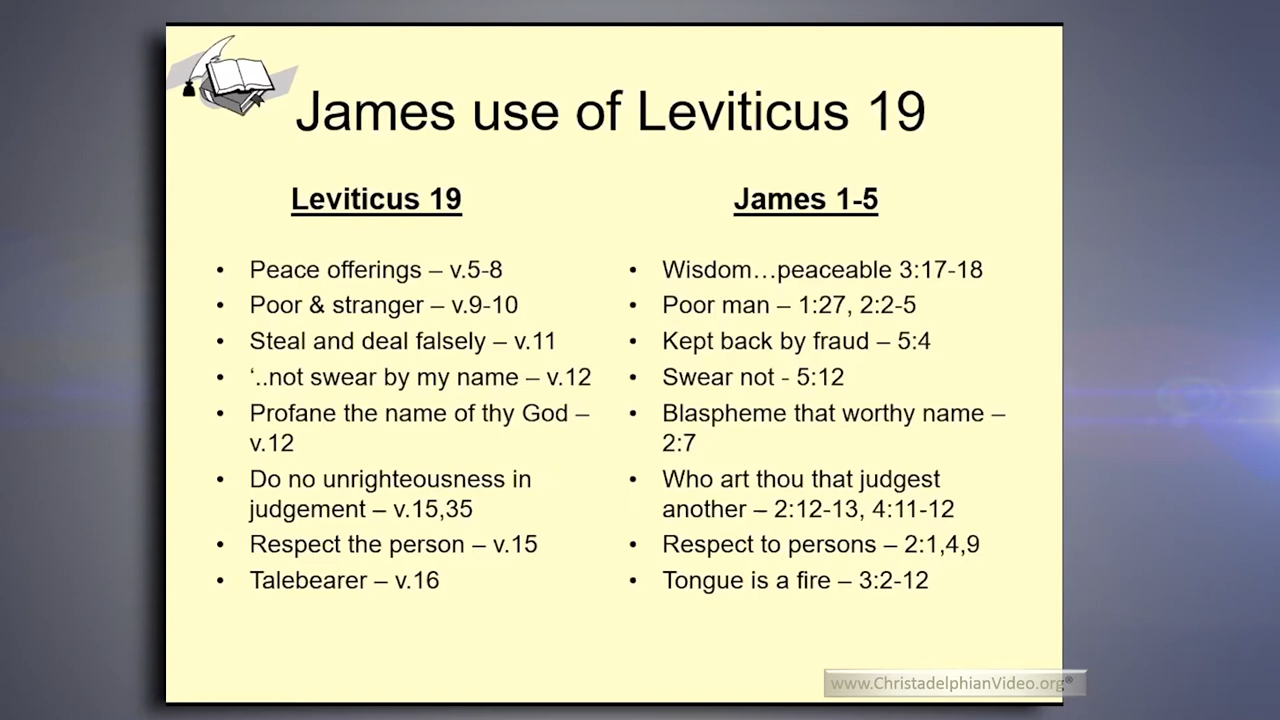 James use of Leviticus 19
Leviticus 19
• Peace offerings – v.5-8
• Poor & stranger – v.9-10
• Steal and deal falsely – v.11
• ‘..not swear by my name – v.12
• Profane the name of thy God –
v.12
• Do no unrighteousness in
judgement – v.15,35
• Respect the person – v.15
• Talebearer – v.16
James 1-5
• Wisdom…peaceable 3:17-18
• Poor man – 1:27, 2:2-5
• Kept back by fraud – 5:4
• Swear not - 5:12
• Blaspheme that worthy name –
2:7
• Who art thou that judgest
another – 2:12-13, 4:11-12
• Respect to persons – 2:1,4,9
• Tongue is a fire – 3:2-12
www.ChristadelphianVideo.org®